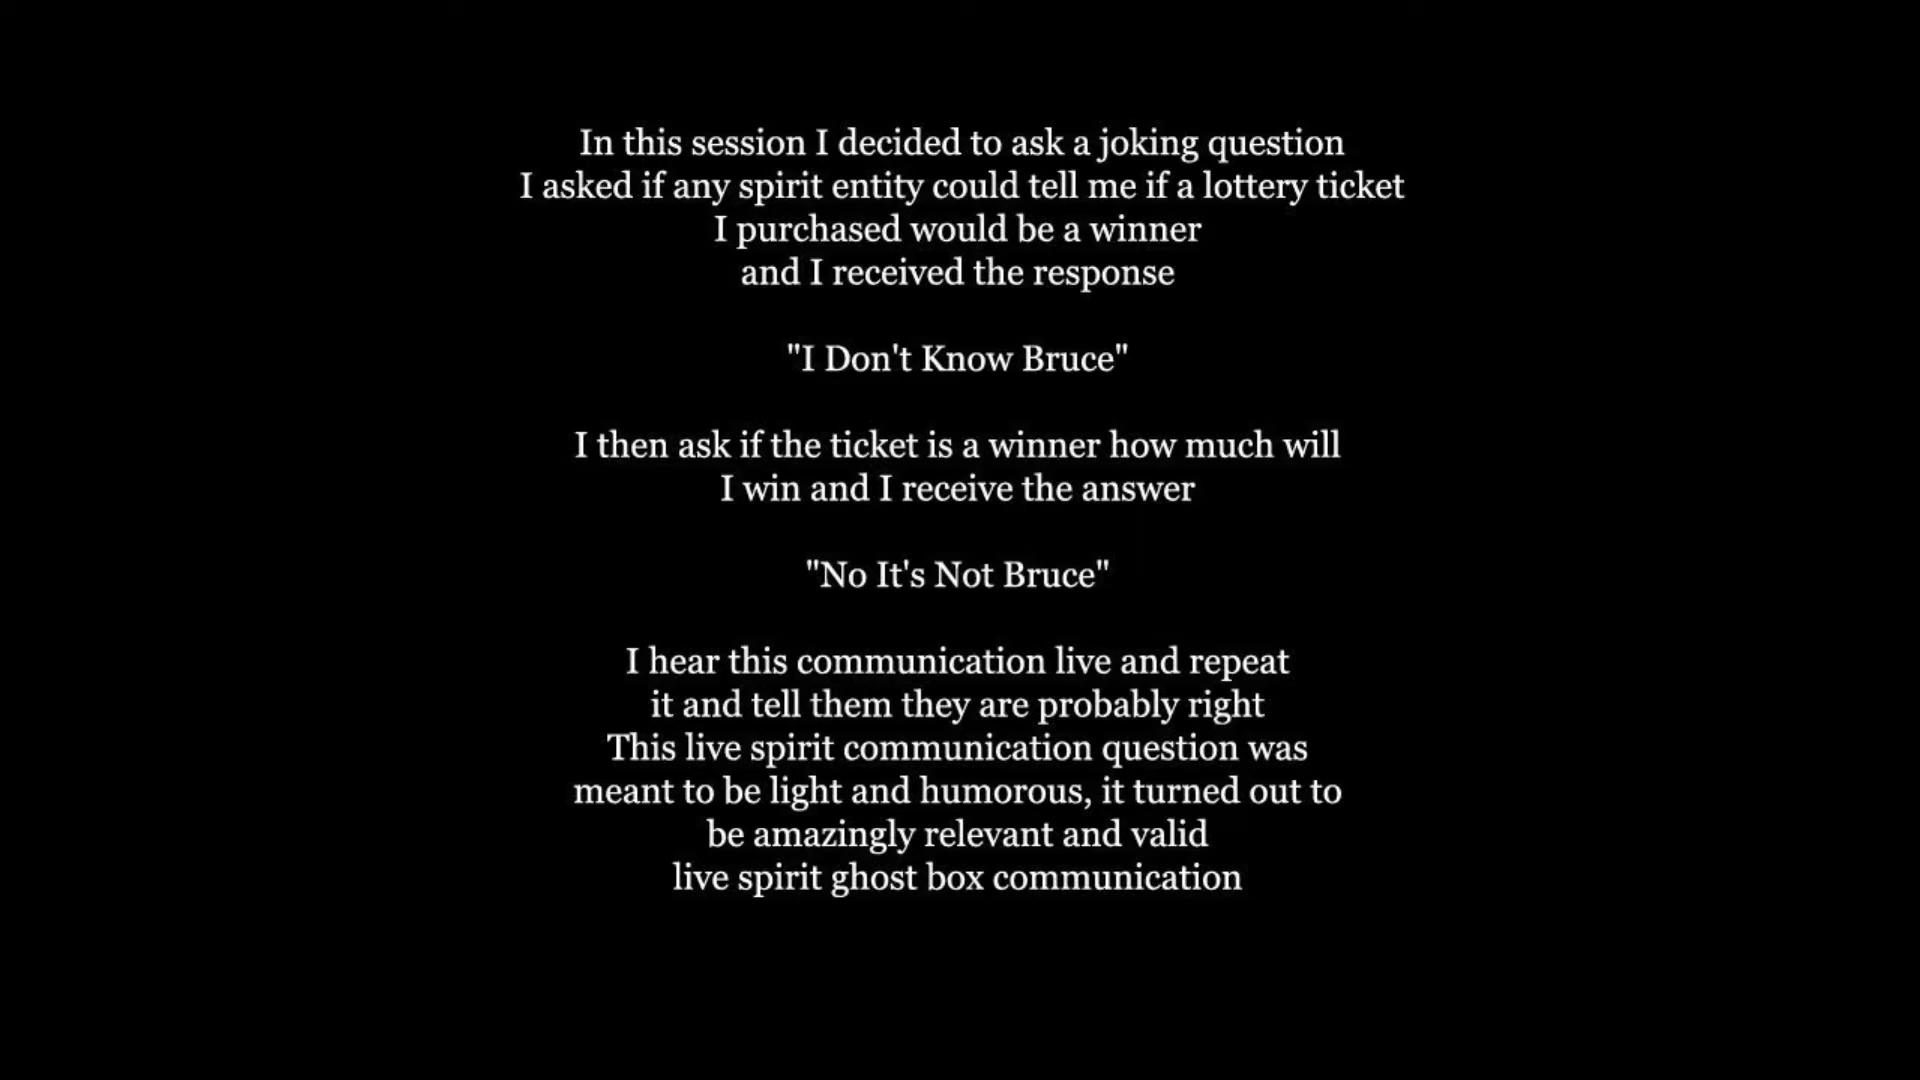 In this session I decided to ask a joking question
I asked if any spirit entity could tell me if a lottery ticket
I purchased would be a winner
and I received the response
"I Don't Know Bruce"
I then ask if the ticket is a winner how much will
I win and I receive the answer
"No It's Not Bruce"
I hear this communication live and repeat
it and tell them they are probably right
This live spirit communication question was
meant to be light and humorous, it turned out to
be amazingly relevant and valid
live spirit ghost box communication